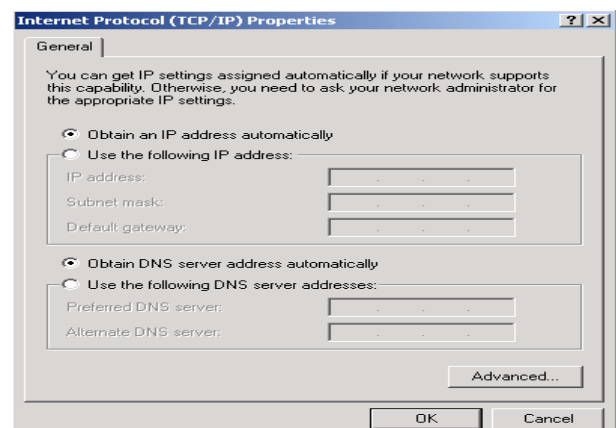 Internet Protocol (TCP/IP) Properties
General
You can get IP settings assigned automatically if your network supports
this capability. Otherwise, you need to ask your network administrator for
the appropriate IP settings.
Obtain an IP address automatically
Use the following IP address:
IP address:
Subnet mask:
Default gateway:
Obtain DNS server address automatically
Use the following DNS server addresses:
Preferred DNS server:
Alternate DNS server:
Advanced...
OK
Cancel